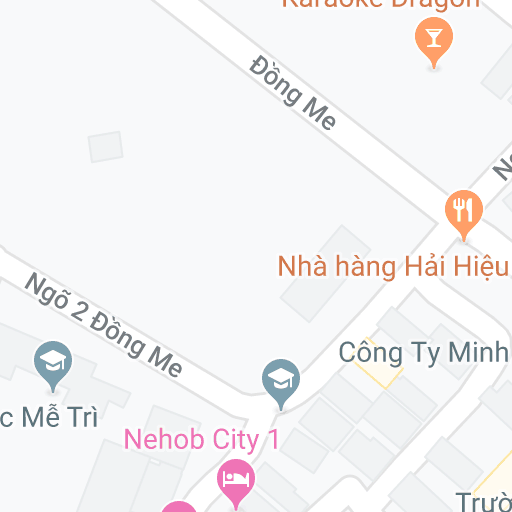 Karaoke Dragon
Đồng Me
Nhà hàng Hải Hiệu
Ngõ 2 Đồng Me
Công Ty Minh
c Mễ Trì
Nehob City 1